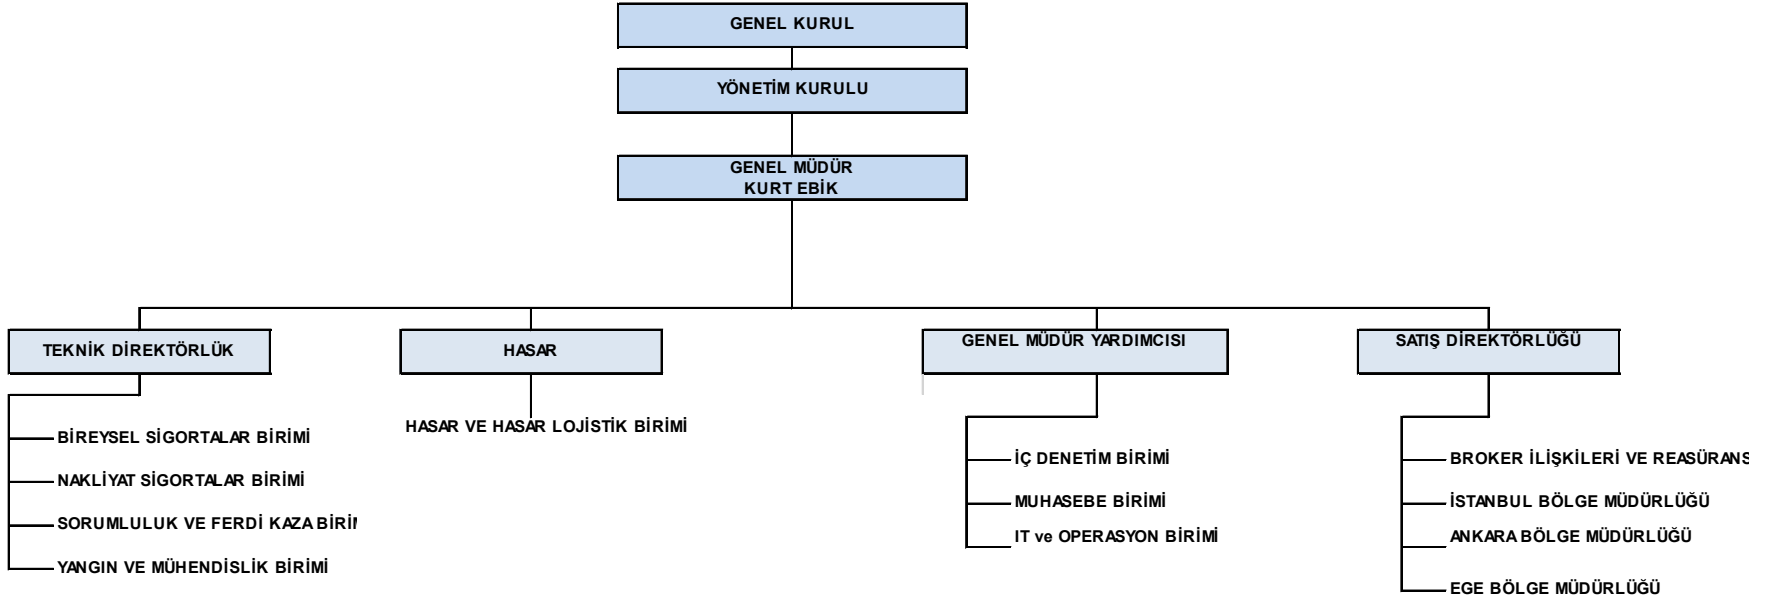 GENEL KURUL
YÖNETİM KURULU
GENEL MÜDÜR
KURT EBİK
TEKNİK DİREKTÖRLÜK
HASAR
GENEL MÜDÜR YARDIMCISI
SATIŞ DİREKTÖRLÜĞÜ
BİREYSEL SİGORTALAR BİRİMİ
NAKLİYAT SİGORTALAR BİRİMİ
SORUMLULUK VE FERDİ KAZA
YANGIN VE MÜHENDİSLİK BİRİMİ
HASAR VE HASAR LOJİSTİK BİRİMİ
İÇ DENETİM BİRİMİ
MUHASEBE BİRİMİ
IT ve OPERASYON BİRİMİ
BROKER İLİŞKİLERİ VE REASÜRANS
İSTANBUL BÖLGE MÜDÜRLÜĞÜ
ANKARA BÖLGE MÜDÜRLÜĞÜ
EGE BÖLGE MÜDÜRLÜĞÜ